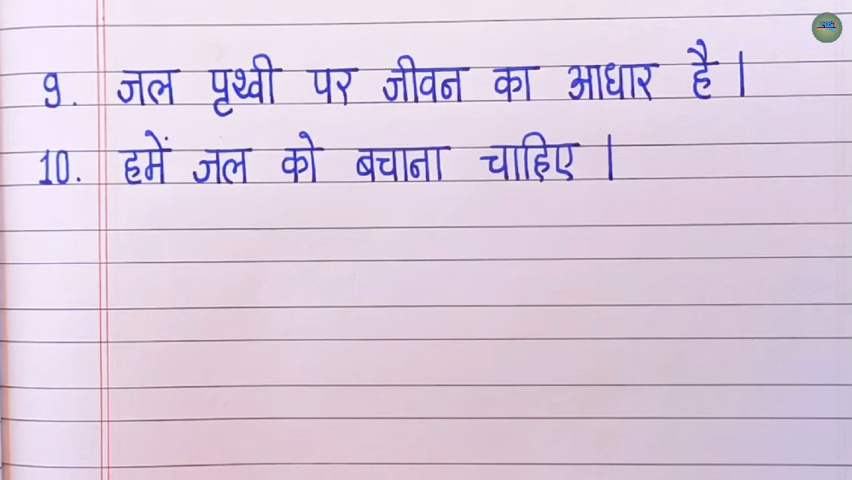 9. जल पृथ्वी पर जीवन का आधार है |
10. हमें जल को बचाना चाहिए |